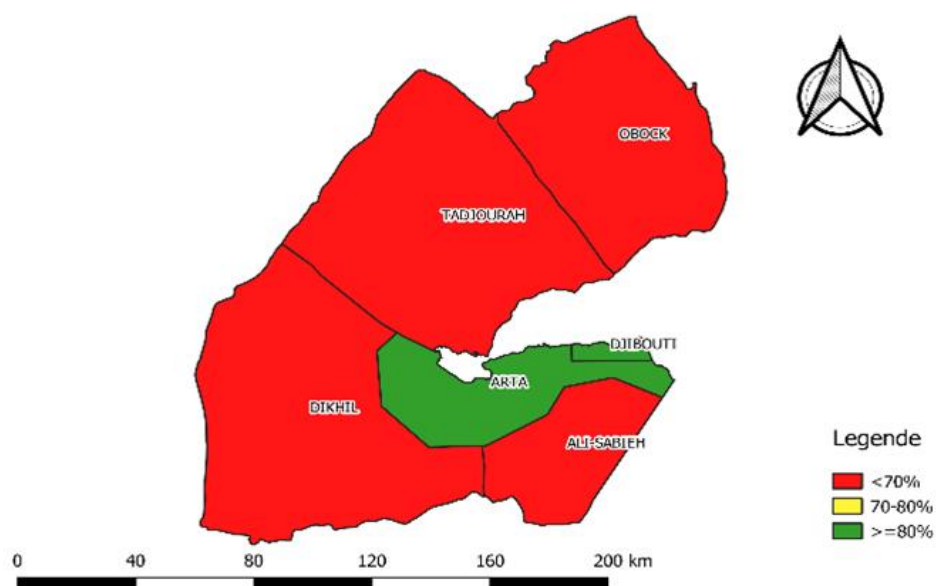 OBOCK
TADJOURAH
DJIBOUTI
ARTA
DIKHIL
ALI-SABIEH
Legende
<70%
70-80%
>=80%
0 40 80 120 160 200 km